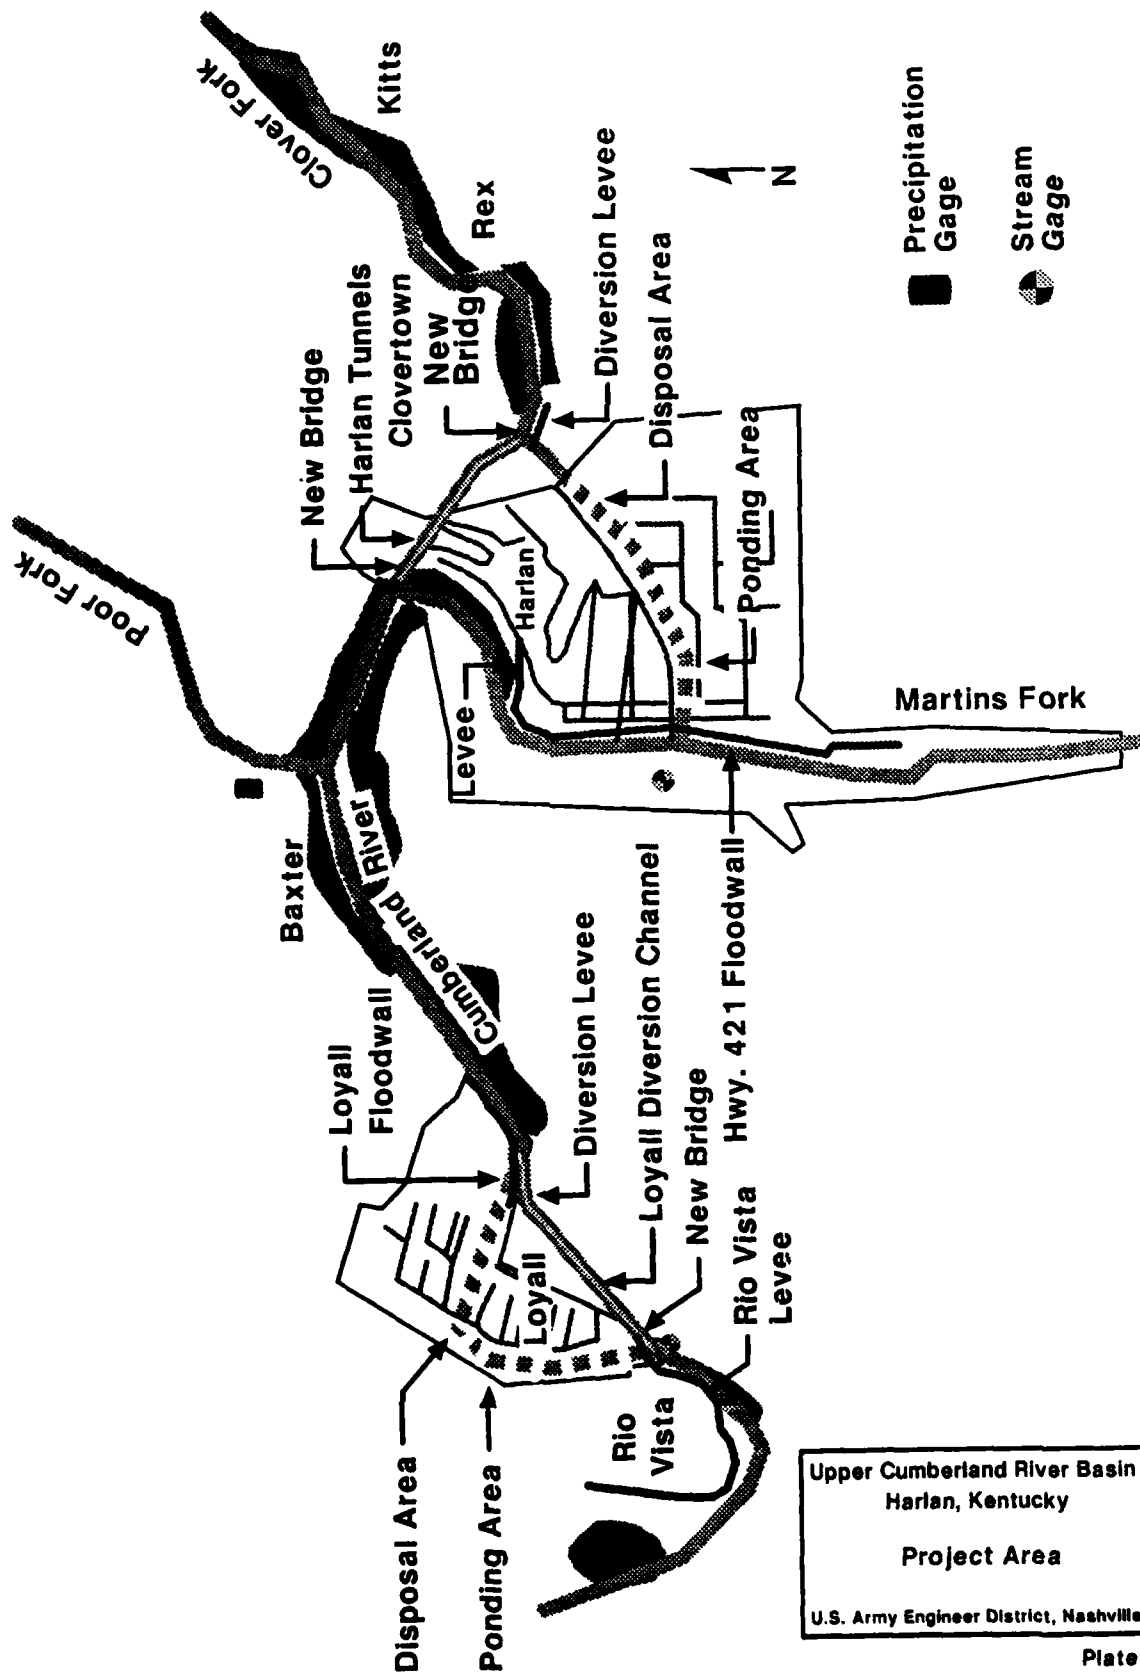 Poor Fork
Clover Fork
Kitts
Rex
New Bridge
Harlan Tunnels
Clovertown
New
Bridge
Diversion Levee
Disposal Area
Ponding Area
Harlan
Levee
Martins Fork
N
Precipitation
Gage
Stream
Gage
Baxter
Cumberland River
Loyall
Floodwall
Diversion Levee
Loyall Diversion Channel
New Bridge
Hwy. 421 Floodwall
Rio Vista
Levee
Loyall
Rio
Vista
Disposal Area
Ponding Area
Upper Cumberland River Basin
Harlan, Kentucky
Project Area
U.S. Army Engineer District, Nashville
Plate